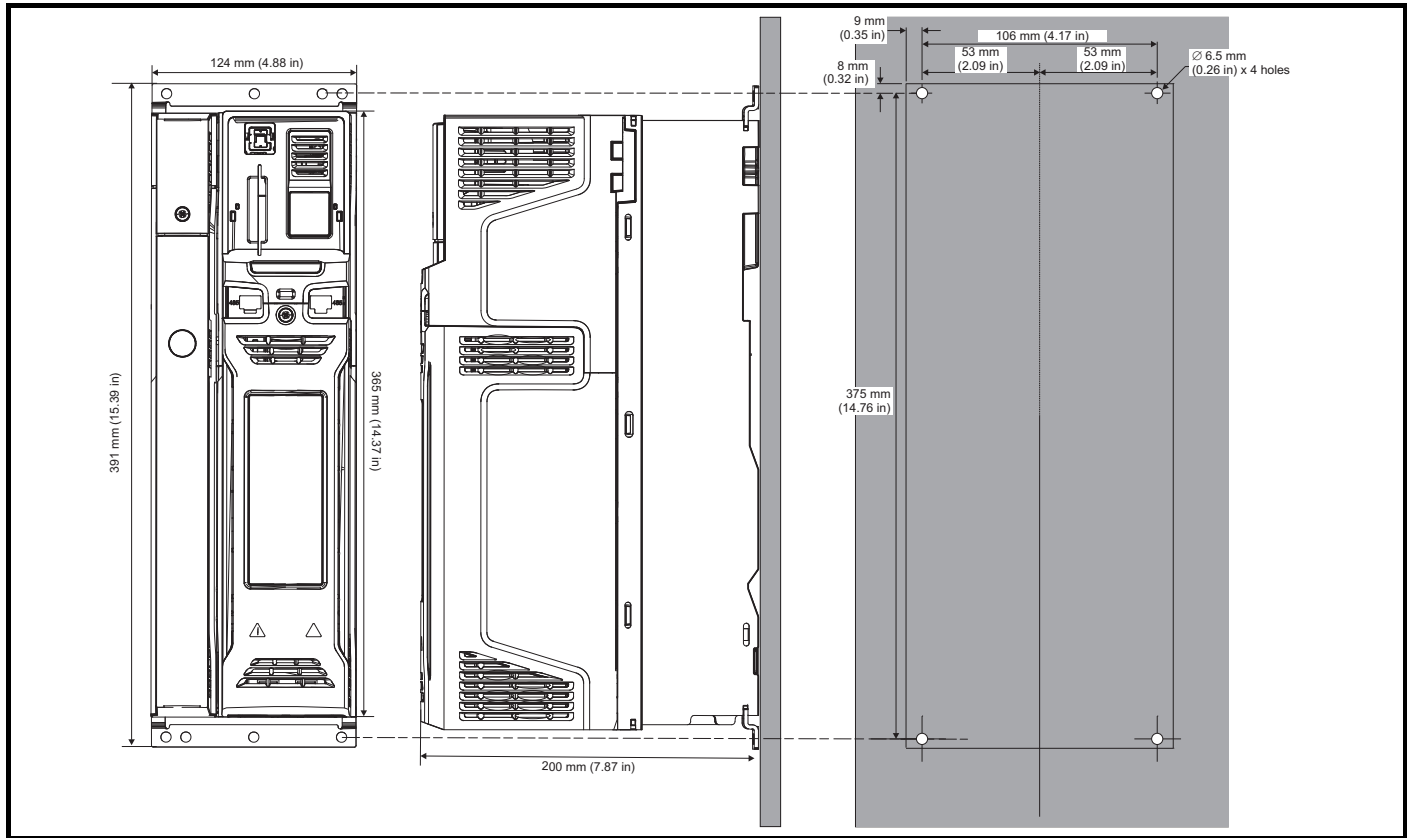 124 mm (4.88 in)
391 mm (15.39 in)
365 mm (14.37 in)
200 mm (7.87 in)
9 mm
(0.35 in)
8 mm
(0.32 in)
106 mm (4.17 in)
53 mm
(2.09 in)
53 mm
(2.09 in)
∅ 6.5 mm
(0.26 in) x 4 holes
375 mm
(14.76 in)